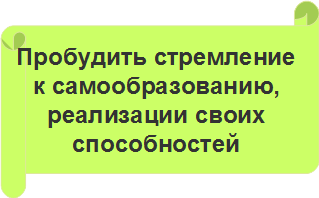 Пробудить стремление
к самообразованию,
реализации своих
способностей